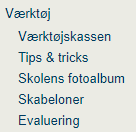 Værktøj
Værktøjskassen
Tips & tricks
Skolens fotoalbum
Skabeloner
Evaluering